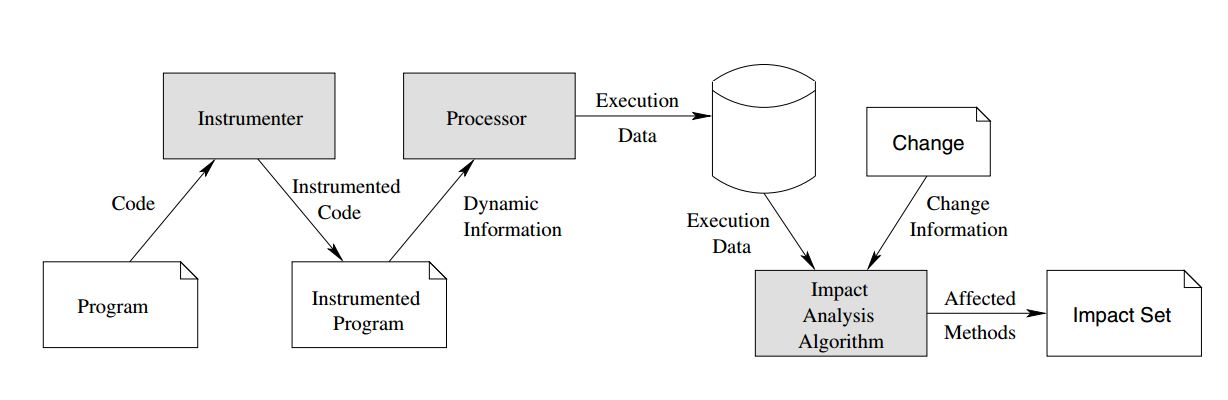 Instrumenter
Processor
Execution
Data
Change
Code
Instrumented
Code
Dynamic
Information
Execution
Data
Change
Information
Program
Instrumented
Program
Impact
Analysis
Algorithm
Affected
Methods
Impact Set